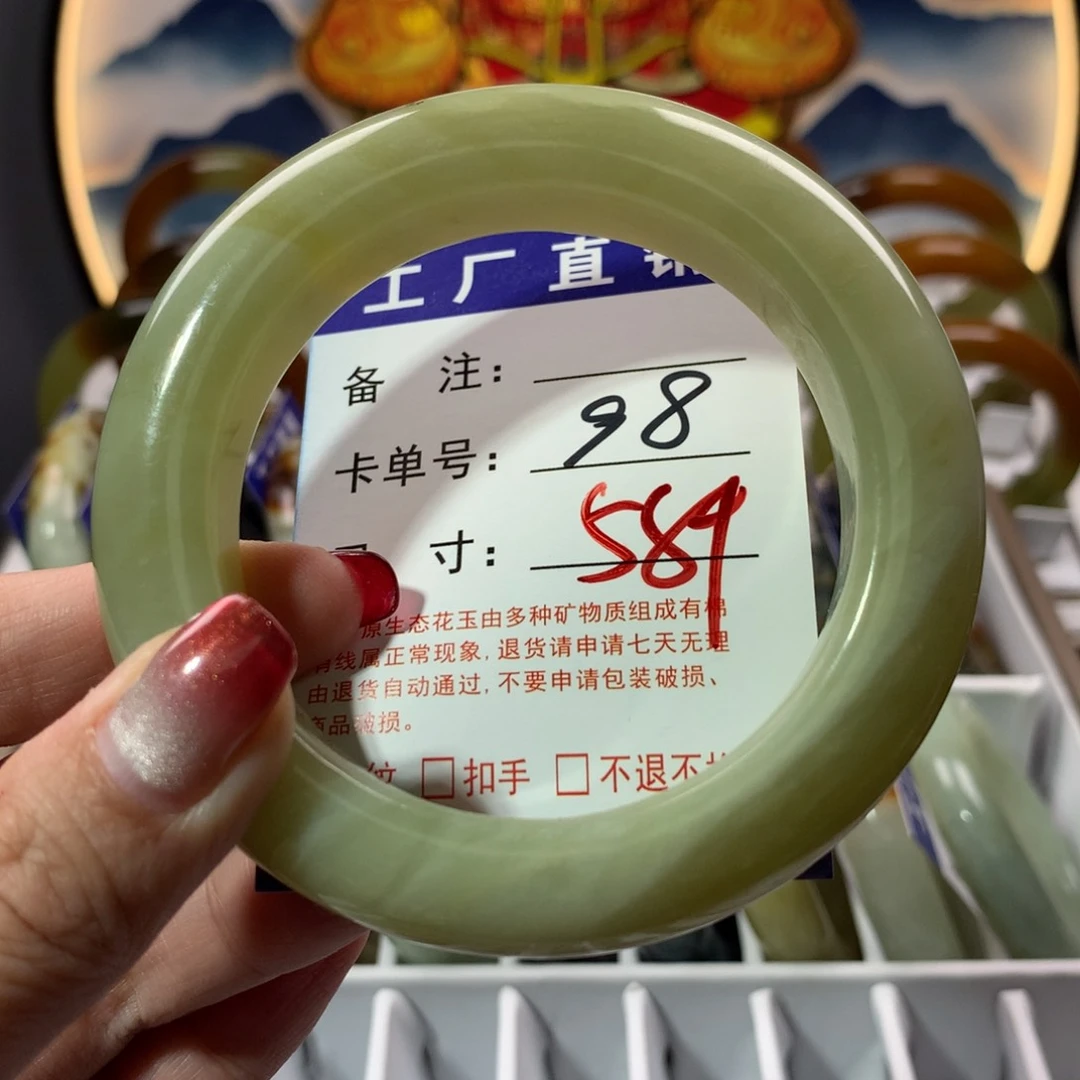 工厂直销
备 注:
卡单号: 98
寸: 589
原生态花玉由多种矿物质组成有棉
有线属正常现象,退货请申请七天无理
由退货自动通过,不要申请包装破损、
商品破损。
纹 □扣手 □不退不